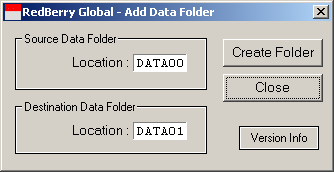 RedBerry Global - Add Data Folder
Source Data Folder
Location : DATA00
Create Folder
Close
Destination Data Folder
Location : DATA01
Version Info